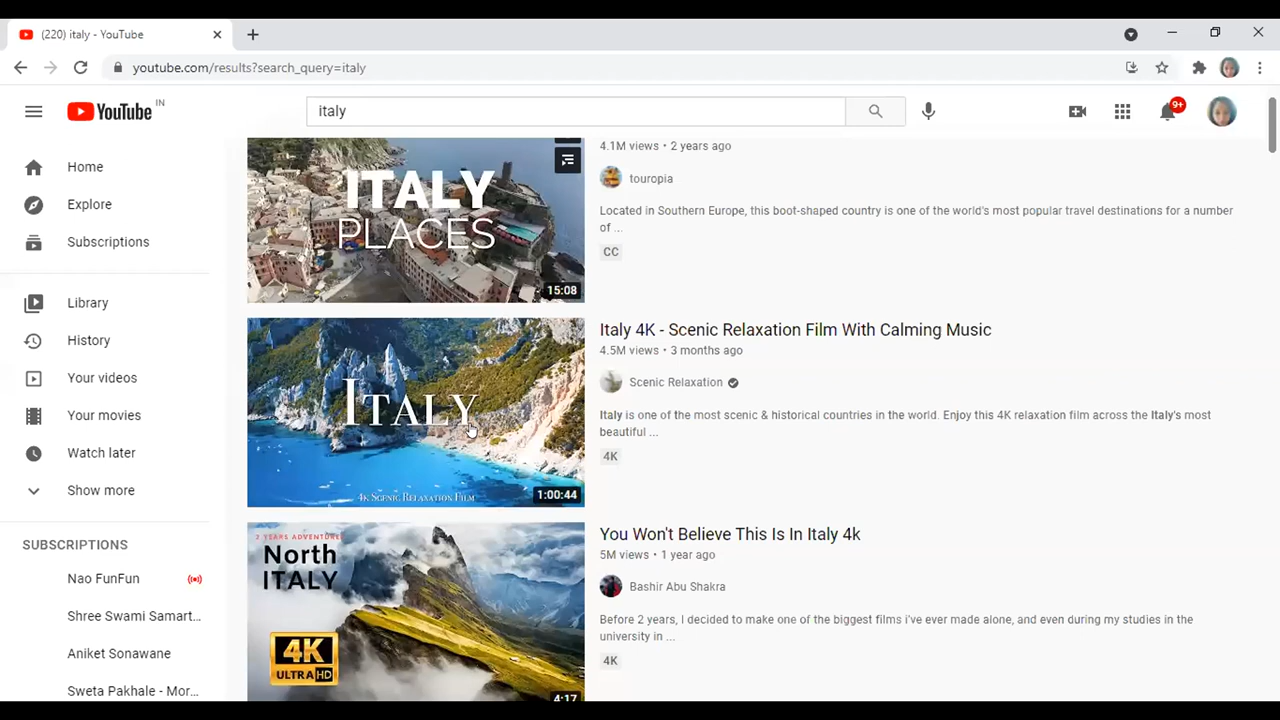 (220) italy - YouTube
youtube.com/results?search_query=italy
YouTube IN
italy
9+
Home
Explore
Subscriptions
Library
History
Your videos
Your movies
Watch later
Show more
SUBSCRIPTIONS
Nao FunFun
Shree Swami Samart...
Aniket Sonawane
Sweta Pakhale - Mor...
ITALY
PLACES
15:08
4.1M views • 2 years ago
touropia
Located in Southern Europe, this boot-shaped country is one of the world's most popular travel destinations for a number
of ...
CC
ITALY
4K SCENIC RELAXATION FILM
1:00:44
Italy 4K - Scenic Relaxation Film With Calming Music
4.5M views • 3 months ago
Scenic Relaxation
Italy is one of the most scenic & historical countries in the world. Enjoy this 4K relaxation film across the Italy's most
beautiful ...
4K
2 YEARS ADVENTURE
North
ITALY
4K
ULTRA HD
4:17
You Won't Believe This Is In Italy 4k
5M views • 1 year ago
Bashir Abu Shakra
Before 2 years, I decided to make one of the biggest films i've ever made alone, and even during my studies in the
university in ...
4K